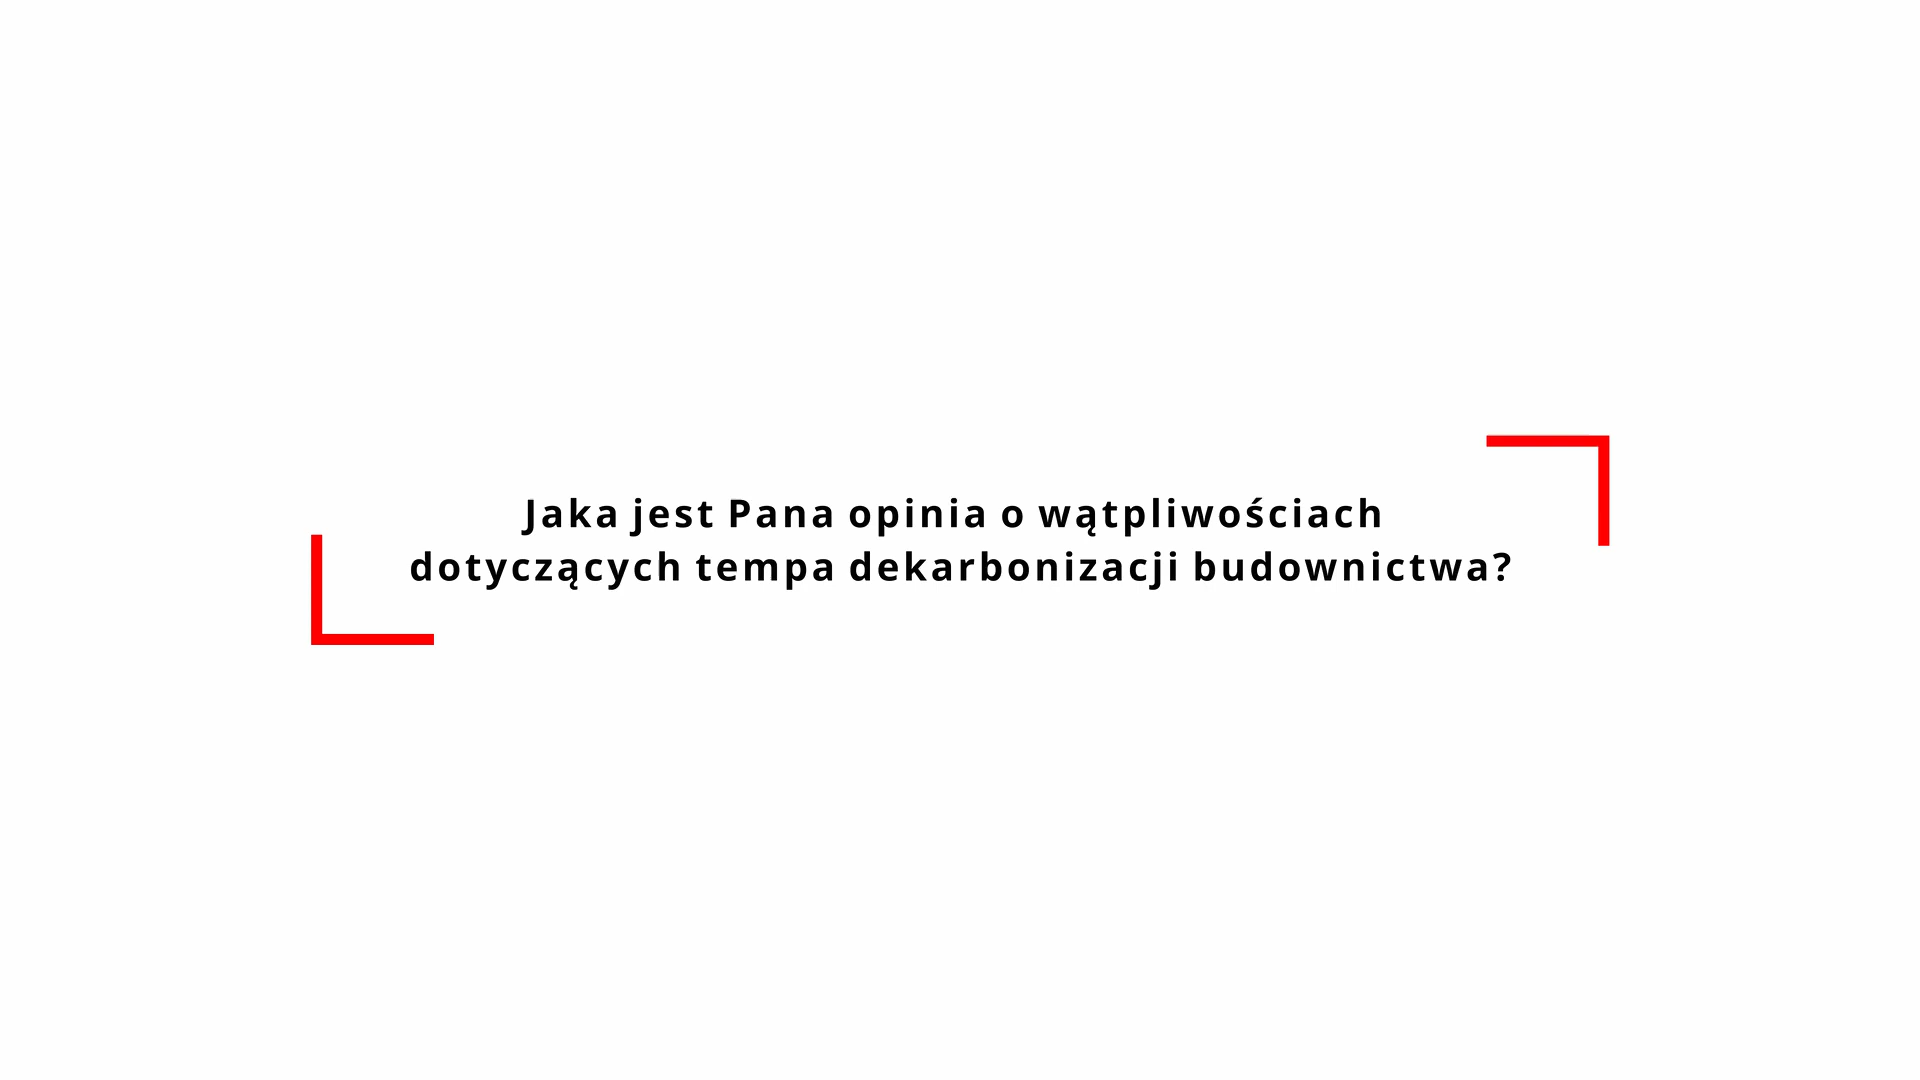 Jaka jest Pana opinia o wątpliwościach
dotyczących tempa dekarbonizacji budownictwa?